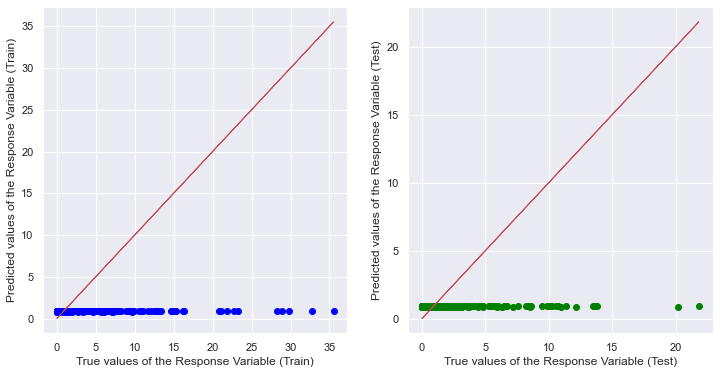 35
30
25
20
15
10
5
0
Predicted values of the Response Variable (Train)
0 5 10 15 20 25 30 35
True values of the Response Variable (Train)
20
15
10
5
0
Predicted values of the Response Variable (Test)
0 5 10 15 20
True values of the Response Variable (Test)